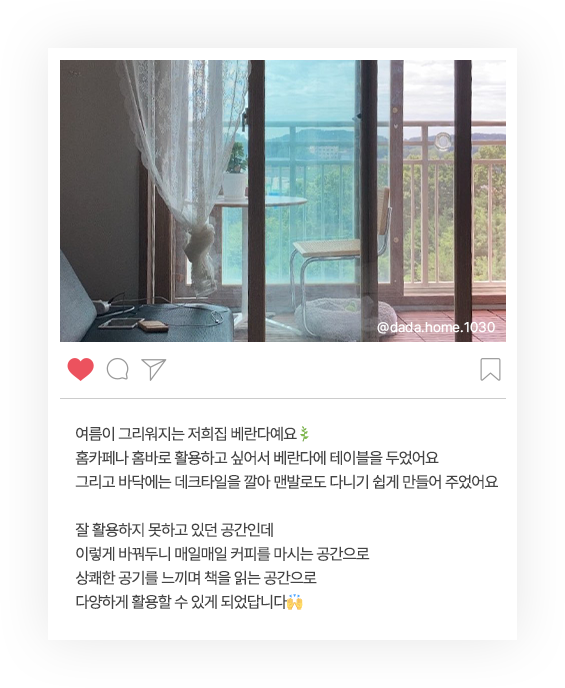 @dada.home.1030
여름이 그리워지는 저희집 베란다예요🌿
홈카페나 홈바로 활용하고 싶어서 베란다에 테이블을 두었어요
그리고 바닥에는 데크타일을 깔아 맨발로도 다니기 쉽게 만들어 주었어요
잘 활용하지 못하고 있던 공간인데
이렇게 바꿔두니 매일매일 커피를 마시는 공간으로
상쾌한 공기를 느끼며 책을 읽는 공간으로
다양하게 활용할 수 있게 되었답니다🙌